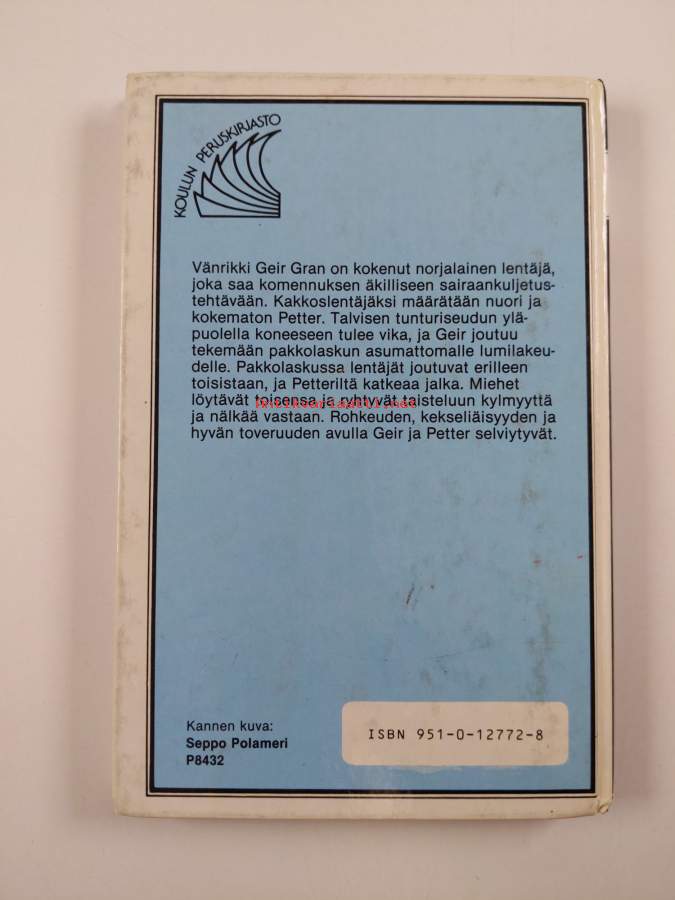 KOULUN PERUSKIRJASTO
Vänrikki Geir Gran on kokenut norjalainen lentäjä,
joka saa komennuksen äkilliseen sairaankuljetus-
tehtävään. Kakkoslentäjäksi määrätään nuori ja
kokematon Petter. Talvisen tunturiseudun ylä-
puolella koneeseen tulee vika, ja Geir joutuu
tekemään pakkolaskun asumattomalle lumilakeu-
delle. Pakkolaskussa lentäjät joutuvat erilleen
toisistaan, ja Petteriltä katkeaa jalka. Miehet
löytävät toisensa ja ryhtyvät taisteluun kylmyyttä
antikvariaatti.net
ja nälkää vastaan. Rohkeuden, kekseliäisyyden ja
hyvän toveruuden avulla Geir ja Petter selviytyvät.
Kannen kuva:
Seppo Polameri
P8432
ISBN 951-0-12772-8